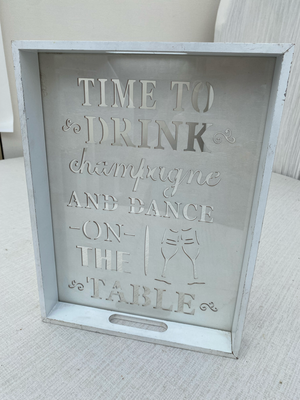 TIME TO
DRINK
champagne
AND DANCE
-ON-
THE
TABLE